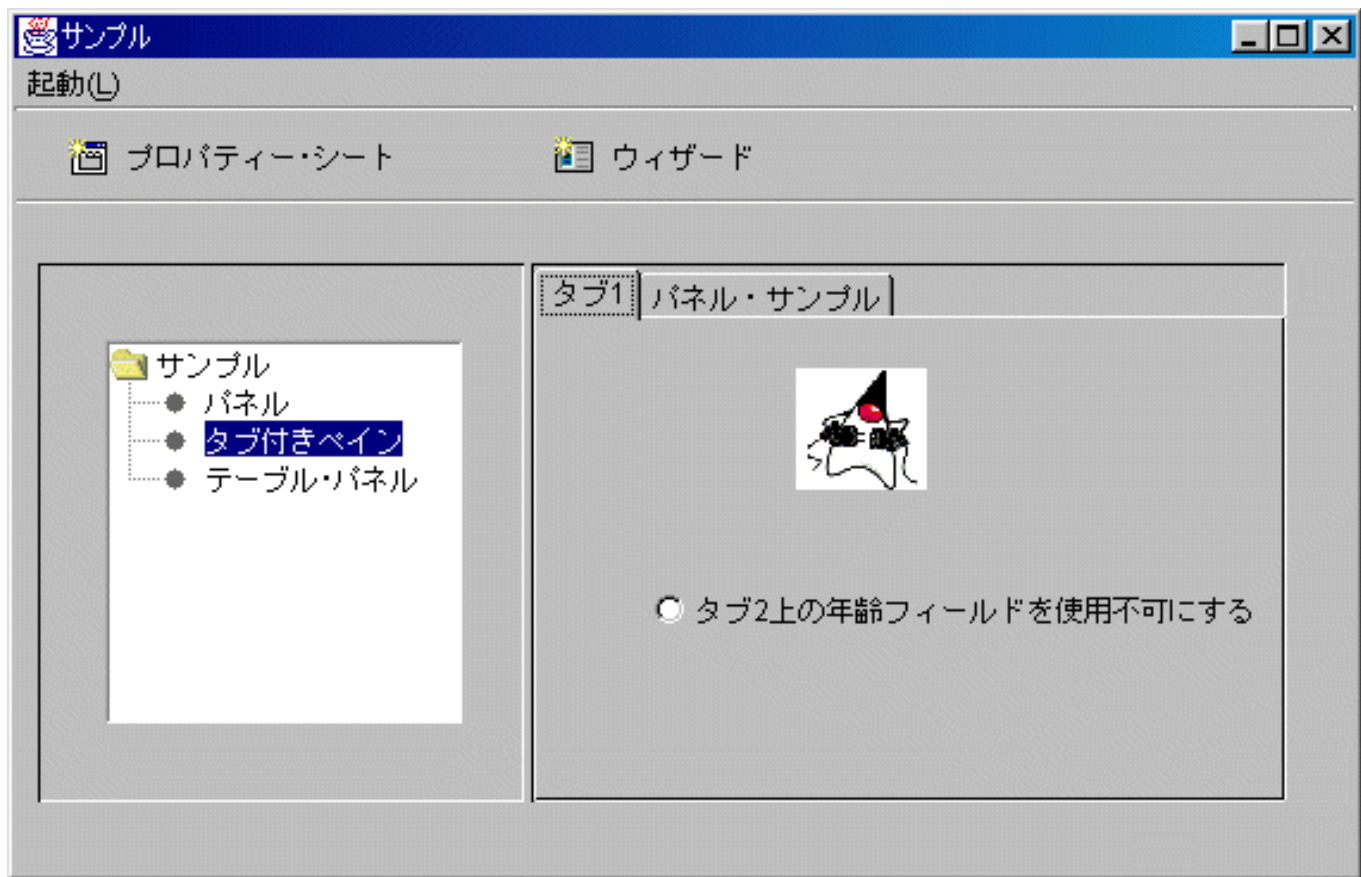 サンプル
起動(L)
プロパティー・シート ウィザード
タブ1 パネル・サンプル
サンプル
パネル
タブ付きペイン
テーブル・パネル
タブ2上の年齢フィールドを使用不可にする